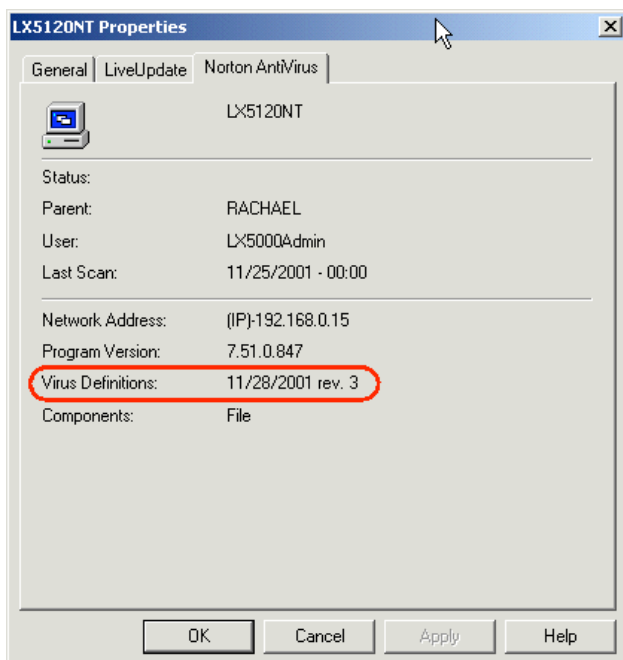 LX5120NT Properties
General LiveUpdate Norton AntiVirus
LX5120NT
Status:
Parent: RACHAEL
User: LX5000Admin
Last Scan: 11/25/2001 - 00:00
Network Address: (IP)-192.168.0.15
Program Version: 7.51.0.847
Virus Definitions: 11/28/2001 rev. 3
Components: File
OK Cancel Apply Help